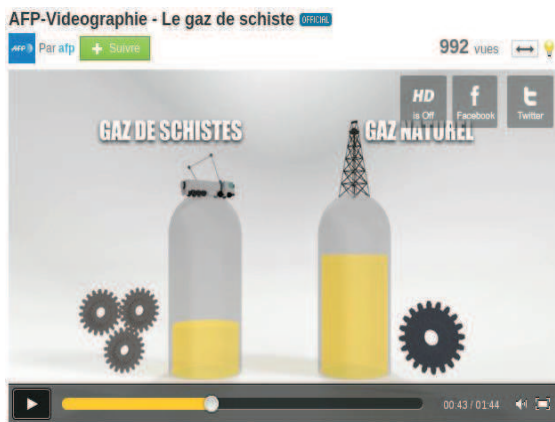 AFP-Videographie - Le gaz de schiste OFFICIAL
AFP Par afp + Suivre 992 vues
HD is Off
f Facebook
t Twitter
GAZ DE SCHISTES
GAZ NATUREL
00:43 / 01:44